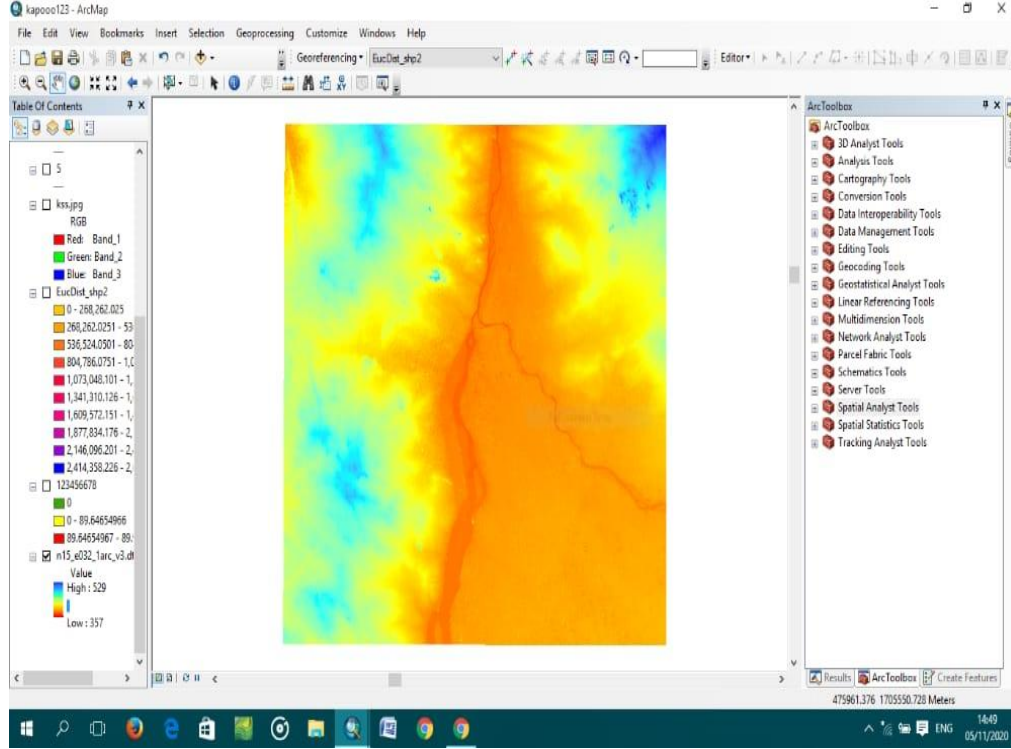 kapooo123 - ArcMap
File Edit View Bookmarks Insert Selection Geoprocessing Customize Windows Help
Georeferencing EucDist_shp2 Editor
Table Of Contents
5
kss.jpg
RGB
Red: Band_1
Green: Band_2
Blue: Band_3
EucDist_shp2
0 - 268,262.025
268,262.0251 - 53
536,524.0501 - 80
804,786.0751 - 1,0
1,073,048.101 - 1,
1,341,310.126 - 1,
1,609,572.151 - 1,
1,877,834.176 - 2,
2,146,096.201 - 2,
2,414,358.226 - 2,
123456678
0
0 - 89.64654966
89.64654967 - 89.
n15_e032_1arc_v3.dt
Value
High : 529
Low : 357
ArcToolbox
ArcToolbox
3D Analyst Tools
Analysis Tools
Cartography Tools
Conversion Tools
Data Interoperability Tools
Data Management Tools
Editing Tools
Geocoding Tools
Geostatistical Analyst Tools
Linear Referencing Tools
Multidimension Tools
Network Analyst Tools
Parcel Fabric Tools
Schematics Tools
Server Tools
Spatial Analyst Tools
Spatial Statistics Tools
Tracking Analyst Tools
Results ArcToolbox Create Features
475961.376 1705550.728 Meters
ENG
14:49
05/11/2020